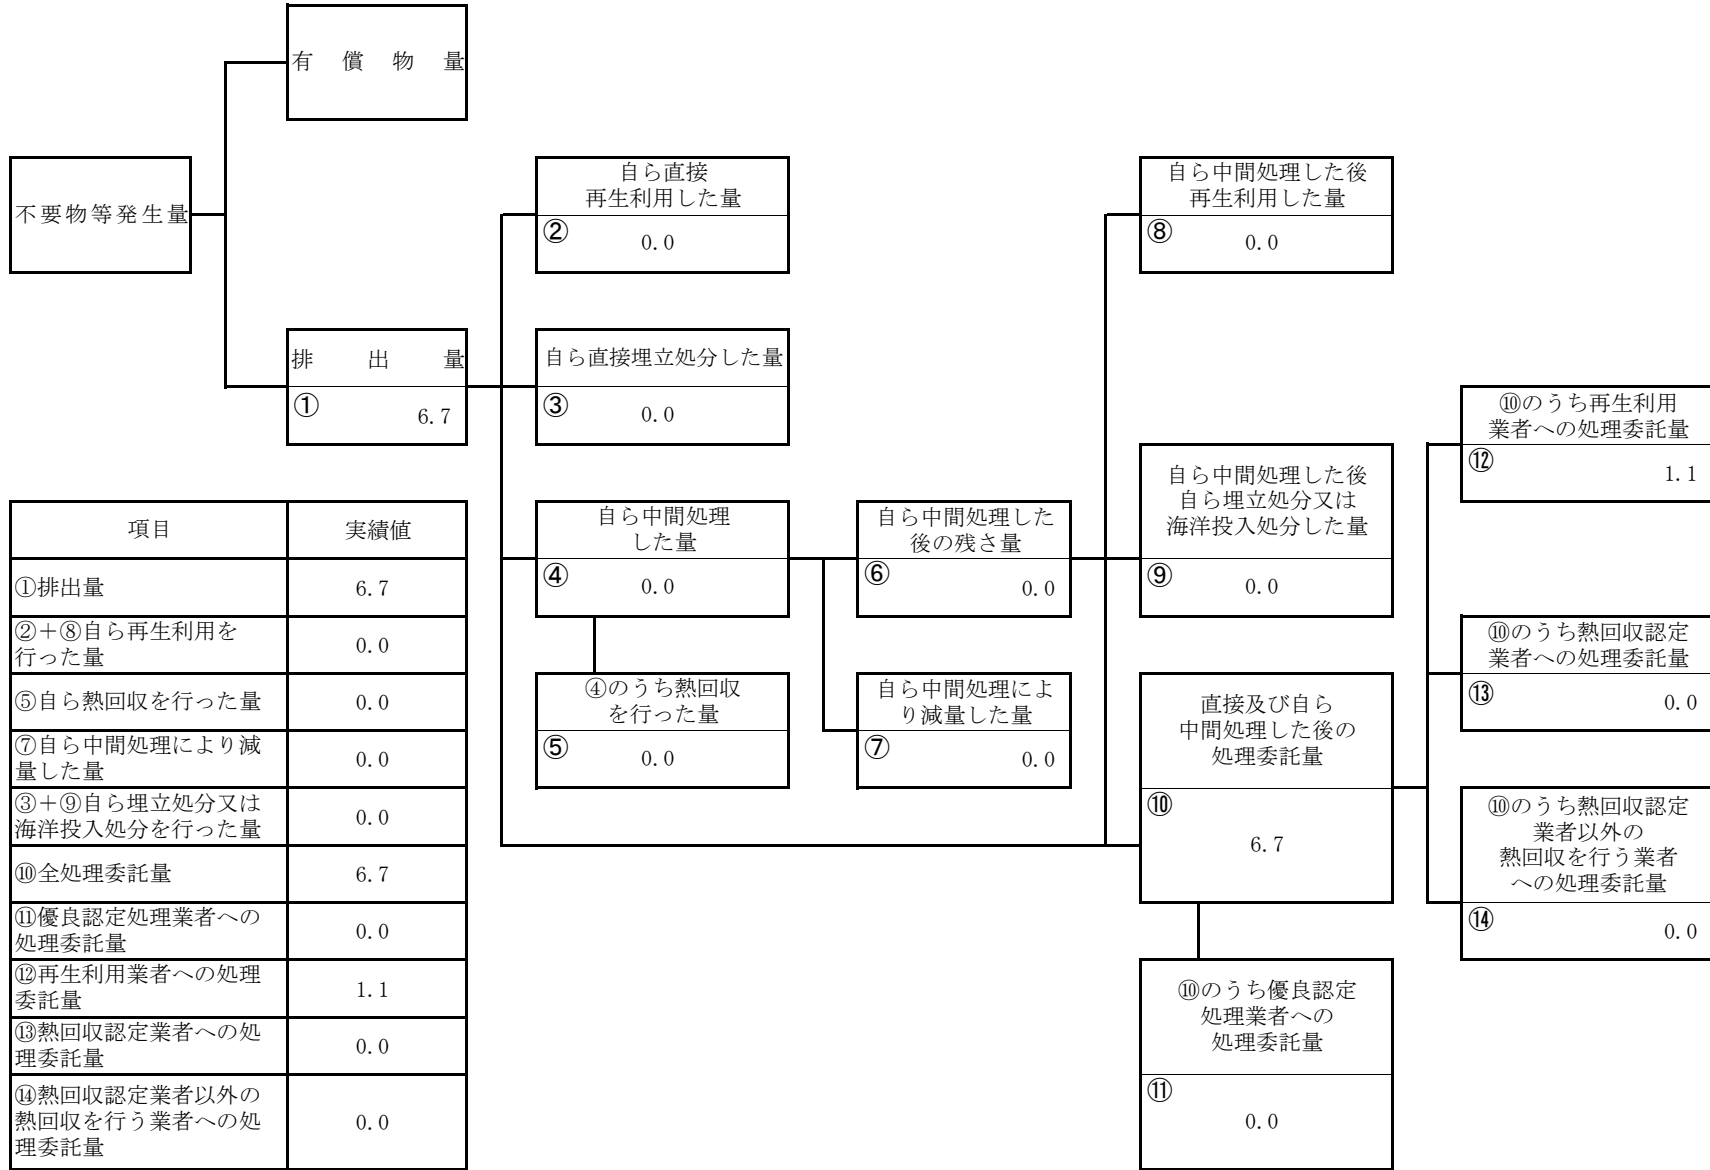 有償物量
不要物等発生量
排出量
①
6.7
自ら直接
再生利用した量
②
0.0
自ら直接埋立処分した量
③
0.0
自ら中間処理
した量
④
0.0
④のうち熱回収
を行った量
⑤
0.0
自ら中間処理した
後の残さ量
⑥
0.0
自ら中間処理によ
り減量した量
⑦
0.0
自ら中間処理した後
再生利用した量
⑧
0.0
自ら中間処理した後
自ら埋立処分又は
海洋投入処分した量
⑨
0.0
直接及び自ら
中間処理した後の
処理委託量
⑩
6.7
⑩のうち優良認定
処理業者への
処理委託量
⑪
0.0
⑩のうち再生利用
業者への処理委託量
⑫
1.1
⑩のうち熱回収認定
業者への処理委託量
⑬
0.0
⑩のうち熱回収認定
業者以外の
熱回収を行う業者
への処理委託量
⑭
0.0
項目 実績値
①排出量 6.7
②＋⑧自ら再生利用を
行った量 0.0
⑤自ら熱回収を行った量 0.0
⑦自ら中間処理により減
量した量 0.0
③＋⑨自ら埋立処分又は
海洋投入処分を行った量 0.0
⑩全処理委託量 6.7
⑪優良認定処理業者への
処理委託量 0.0
⑫再生利用業者への処理
委託量 1.1
⑬熱回収認定業者への処
理委託量 0.0
⑭熱回収認定業者以外の
熱回収を行う業者への処
理委託量 0.0